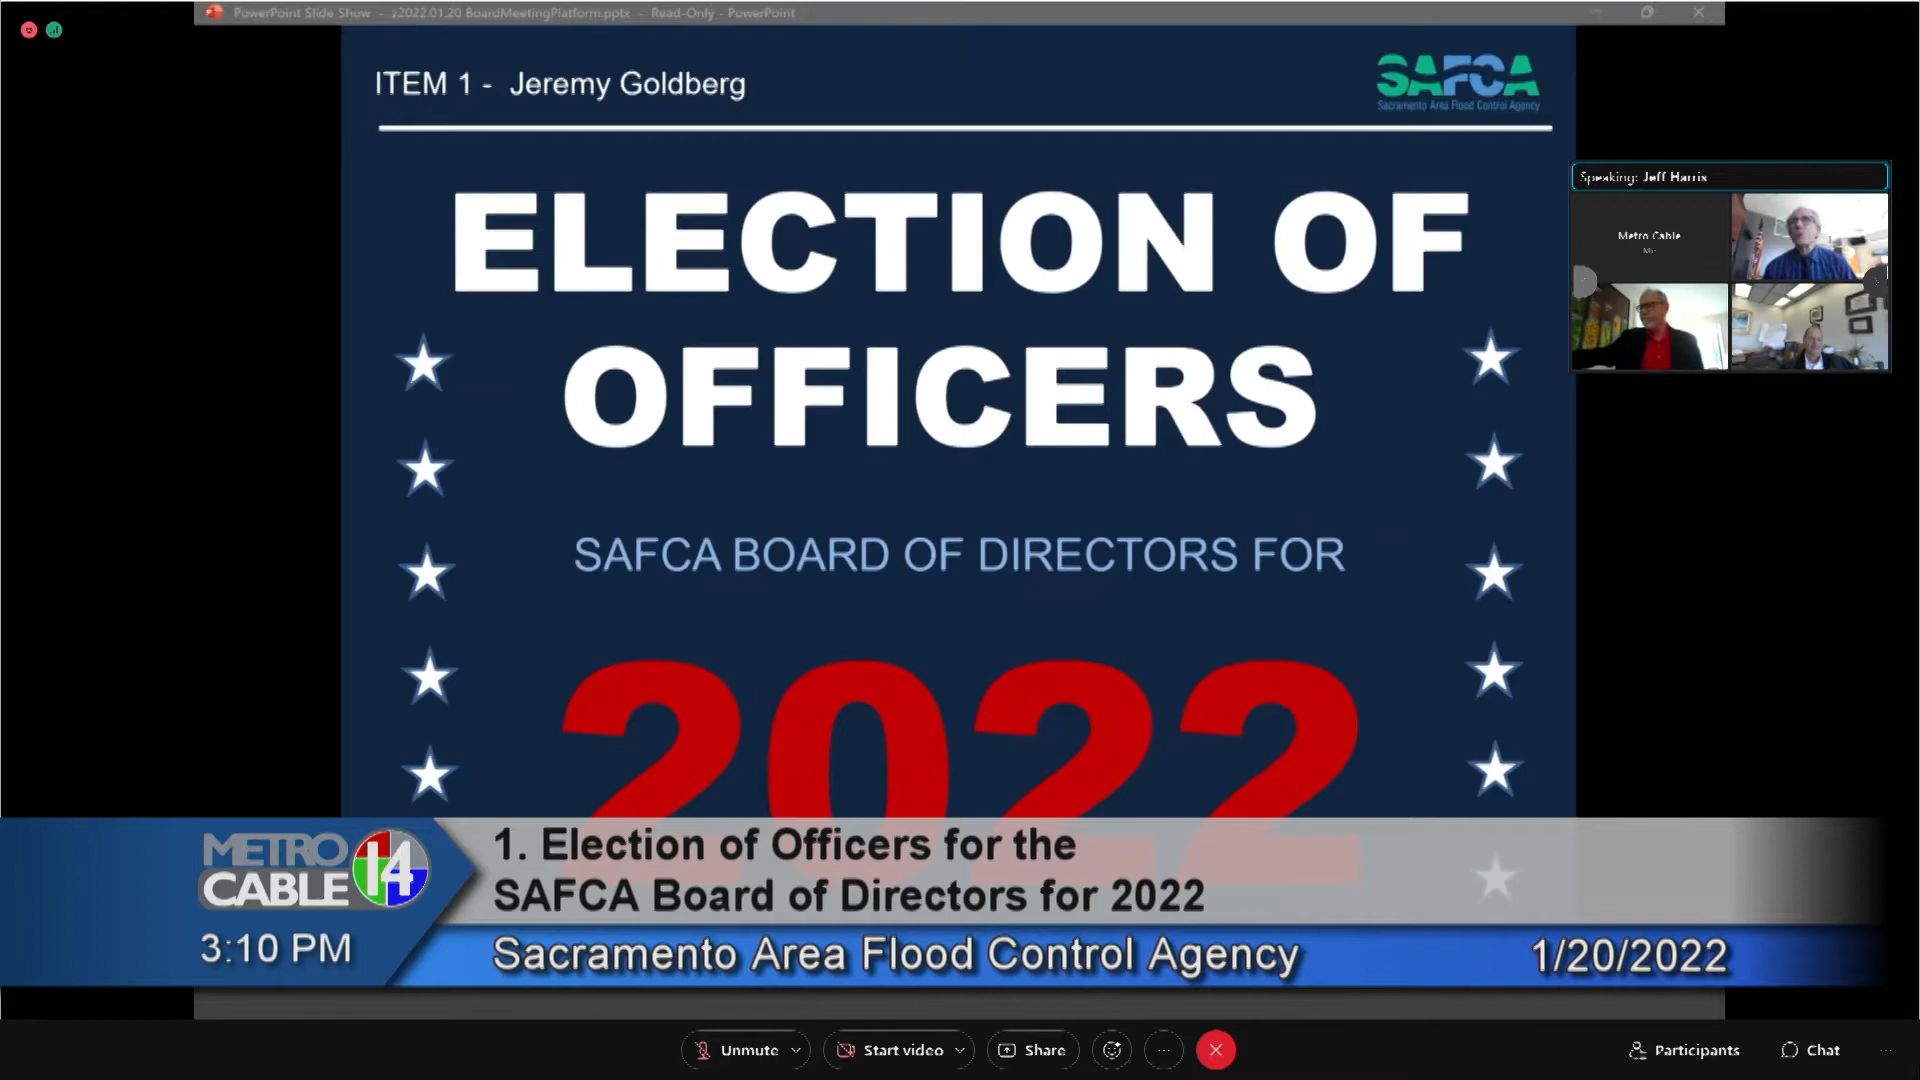 PowerPoint Slide Show - z2022.01.20 BoardMeetingPlatform.pptx - Read-Only - PowerPoint
ITEM 1 - Jeremy Goldberg
SAFCA
Sacramento Area Flood Control Agency
ELECTION OF
OFFICERS
SAFCA BOARD OF DIRECTORS FOR
2022
Speaking: Jeff Harris
Metro Cable
METRO
CABLE 14
3:10 PM
1. Election of Officers for the
SAFCA Board of Directors for 2022
Sacramento Area Flood Control Agency
1/20/2022
Unmute
Start video
Share
Participants
Chat